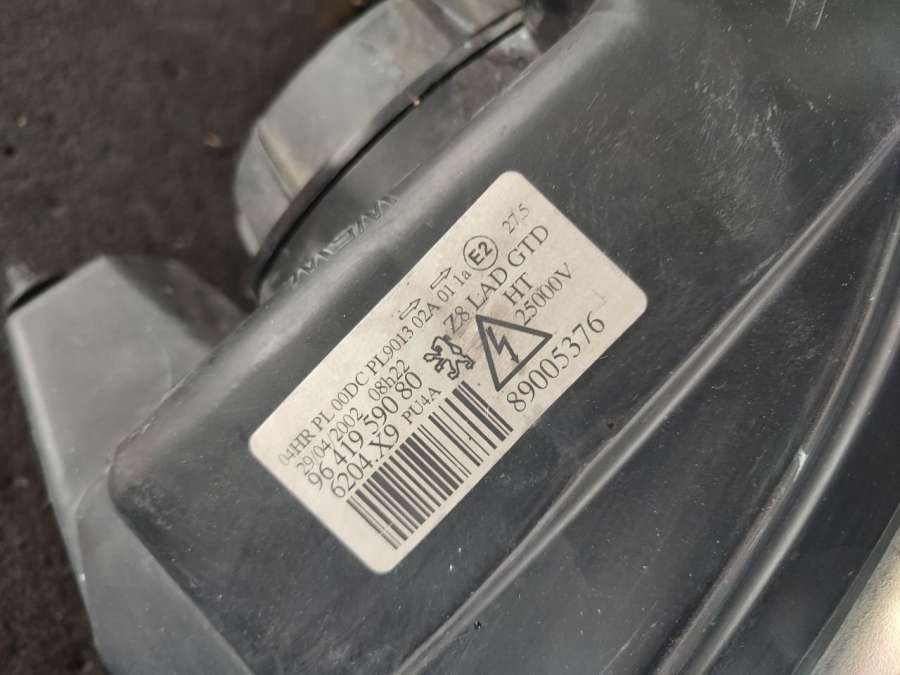 04HR PL 00DC PL9013 02A 01 1a E2 27,5
29/04/2002 08h22
96 419 590 80
6204.X9 PU4A
Z8 LAD GTD
HT
25000V
89005376